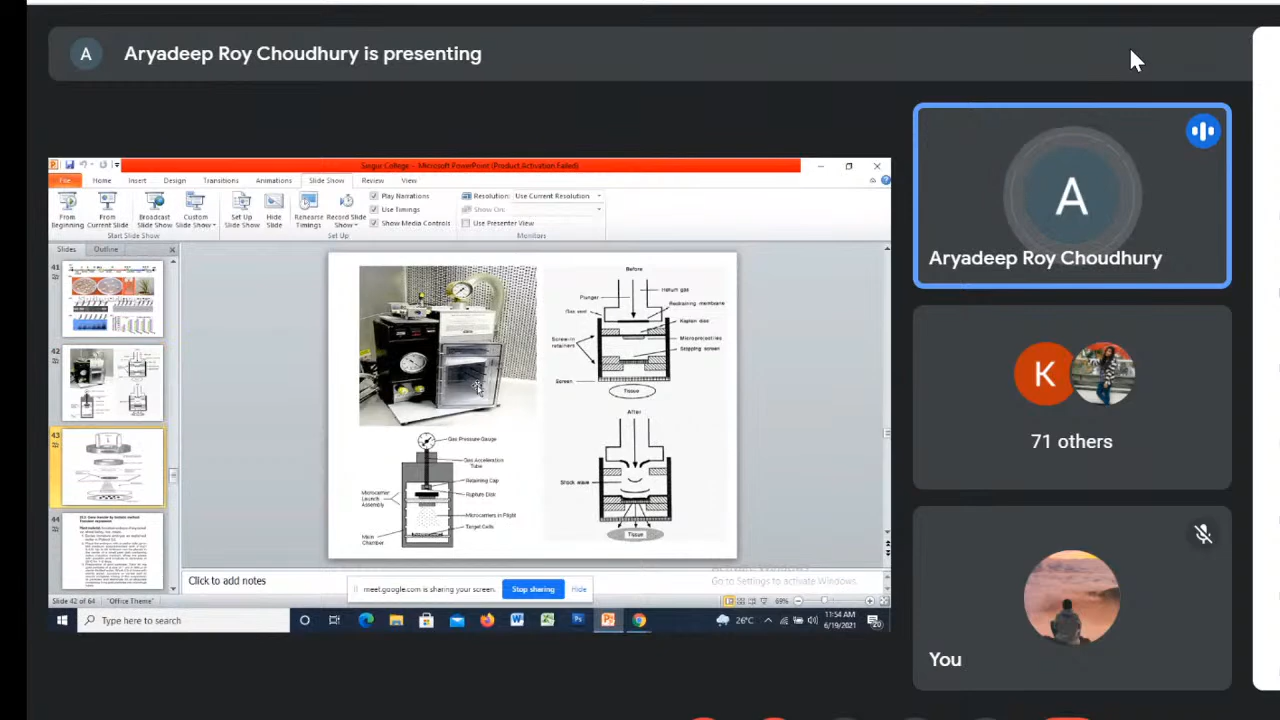 A
Aryadeep Roy Choudhury is presenting
Singur College - Microsoft PowerPoint (Product Activation Failed)
File
Home
Insert
Design
Transitions
Animations
Slide Show
Review
View
From Beginning
From Current Slide
Broadcast Slide Show
Custom Slide Show
Set Up Slide Show
Hide Slide
Rehearse Timings
Record Slide Show
Play Narrations
Use Timings
Show Media Controls
Resolution: Use Current Resolution
Show On:
Use Presenter View
Start Slide Show
Set Up
Monitors
Slides
Outline
41
42
43
44
Before
Helium gas
Plunger
Restraining membrane
Gas vent
Kapton disc
Screw-in retainers
Microprojectiles
Stopping screen
Screen
Tissue
After
Shock wave
Tissue
Gas Pressure Gauge
Gas Acceleration Tube
Retaining Cap
Rupture Disk
Microcarrier Launch Assembly
Microcarriers in Flight
Target Cells
Main Chamber
Activate Windows
Go to Settings to activate Windows.
Click to add notes
meet.google.com is sharing your screen.
Stop sharing
Hide
Slide 42 of 64
"Office Theme"
69%
Type here to search
26°C
11:54 AM
6/19/2021
20
A
Aryadeep Roy Choudhury
K
71 others
You